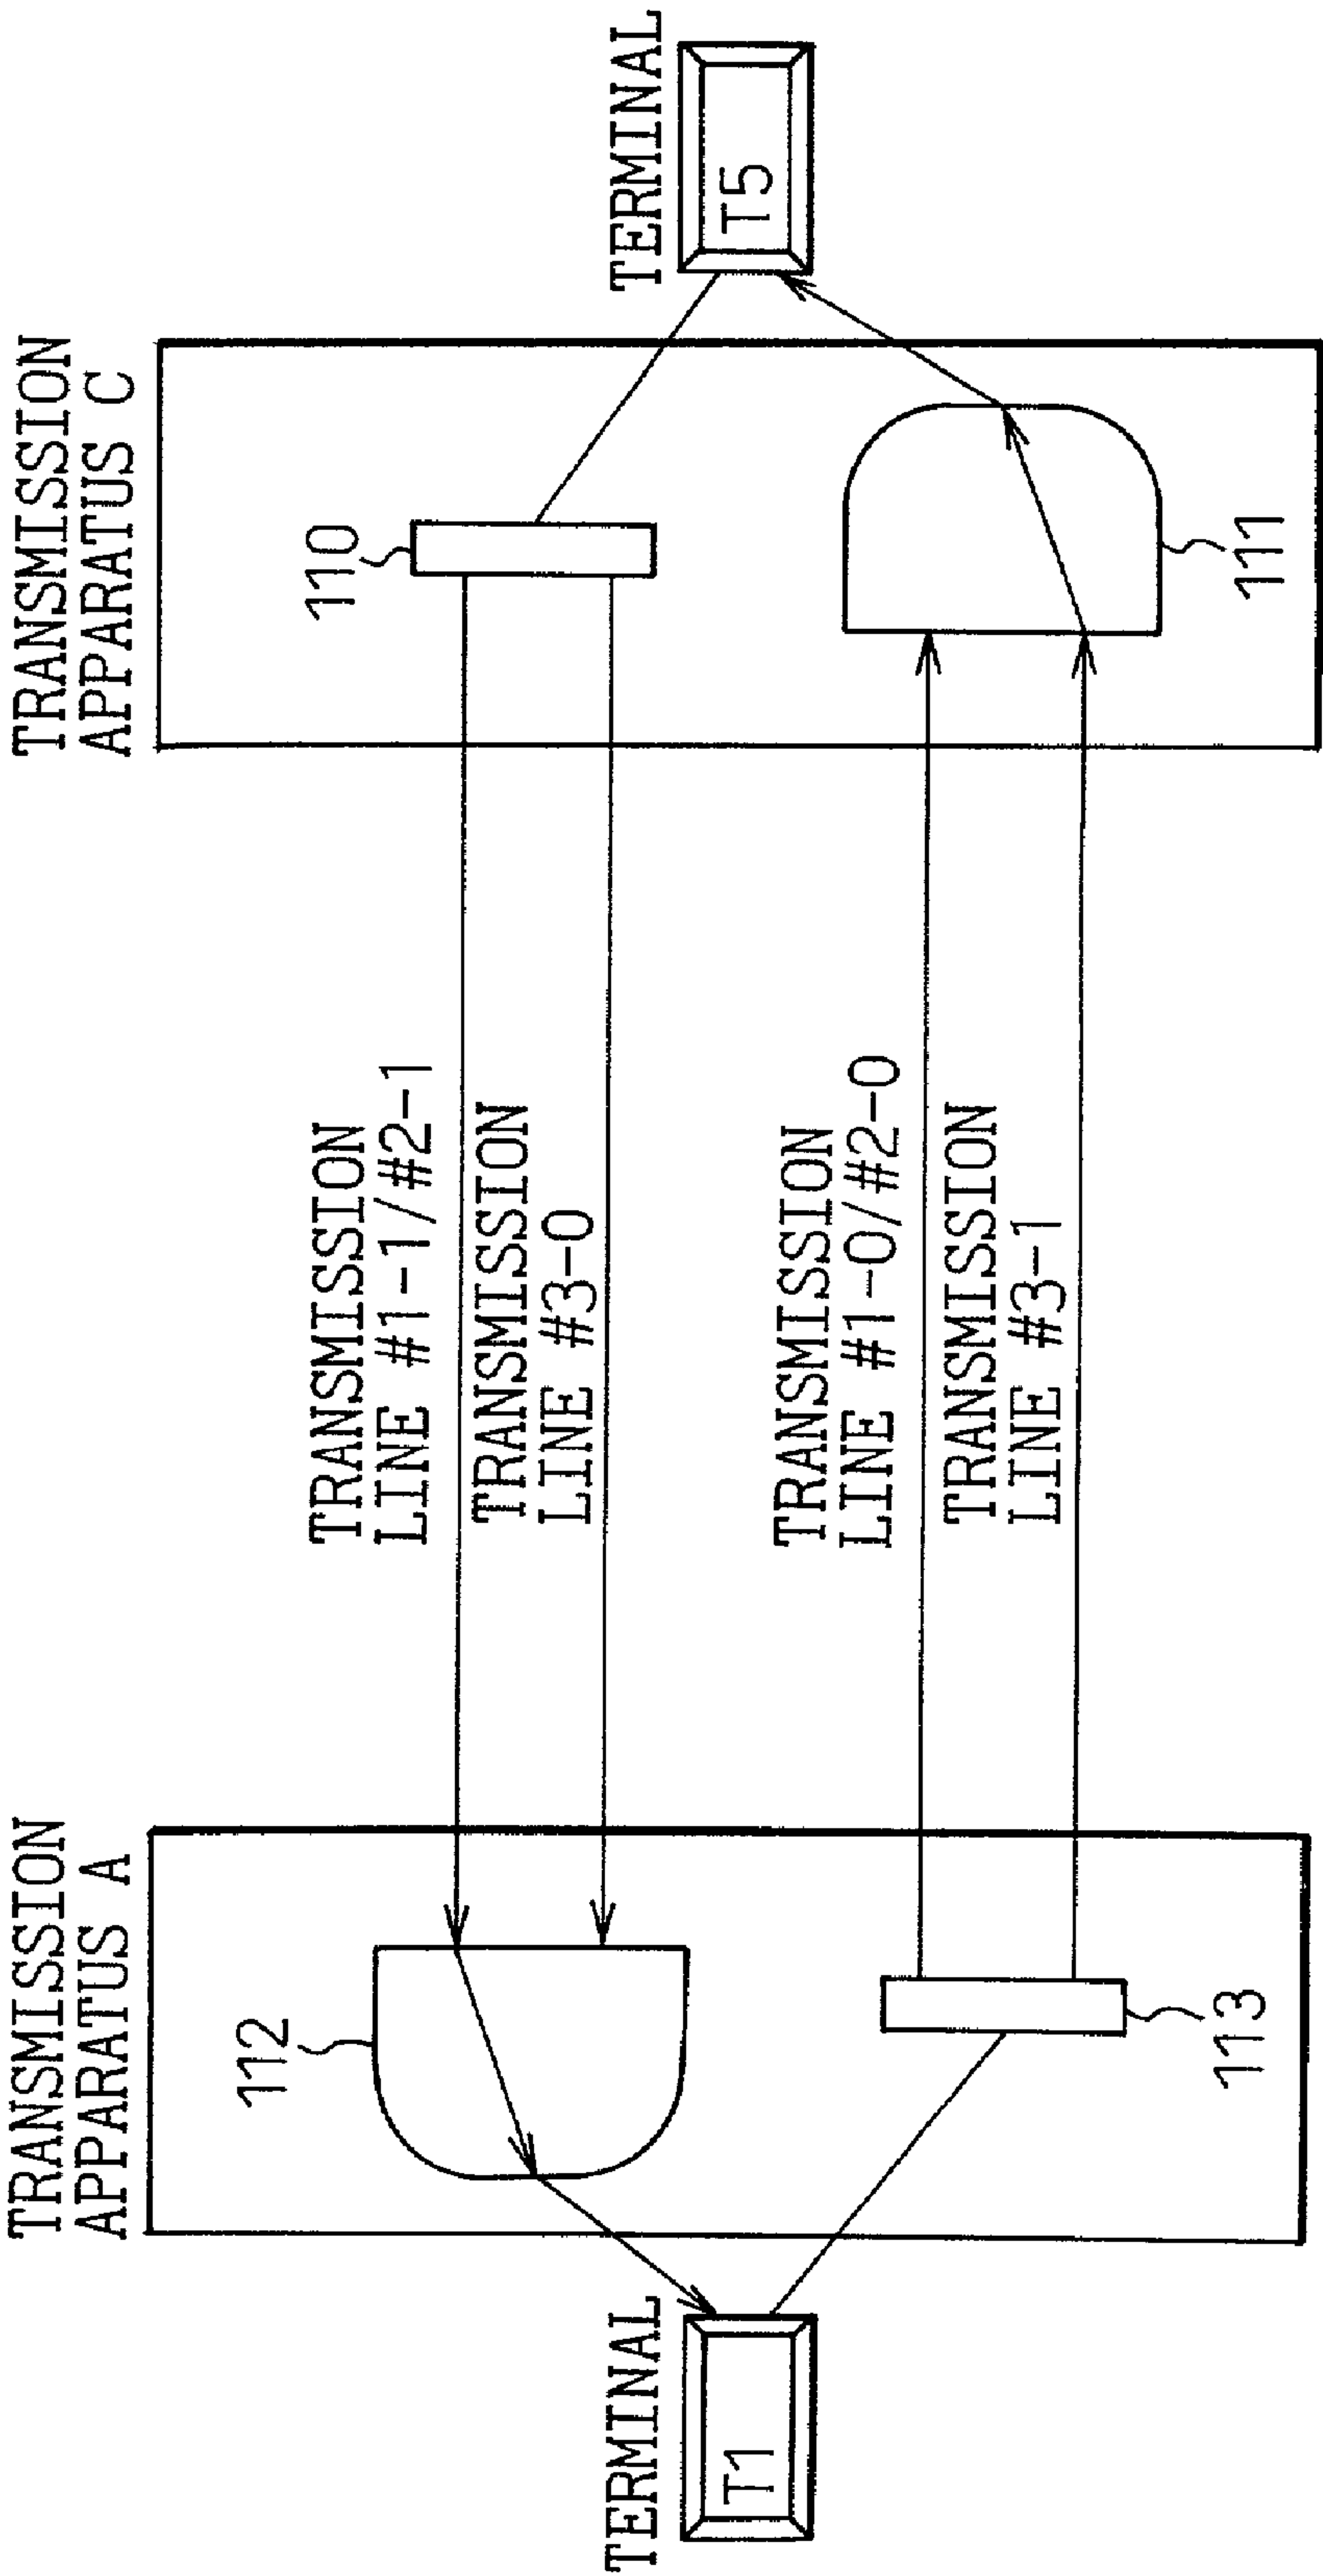 TRANSMISSION
APPARATUS A
TRANSMISSION
APPARATUS C
112
TRANSMISSION
LINE #1-1/#2-1
110
TRANSMISSION
LINE #3-0
TERMINAL
T1
TERMINAL
T5
TRANSMISSION
LINE #1-0/#2-0
TRANSMISSION
LINE #3-1
113
111